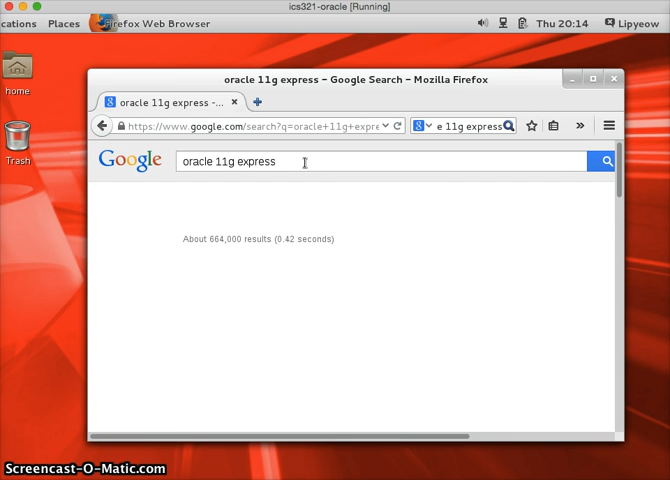 ics321-oracle [Running]
cations Places Firefox Web Browser Thu 20:14 Lipyeow
oracle 11g express – Google Search – Mozilla Firefox
home
oracle 11g express -...
https://www.google.com/search?q=oracle+11g+expre e 11g express
Google oracle 11g express
Trash
About 664,000 results (0.42 seconds)
Screencast-O-Matic.com